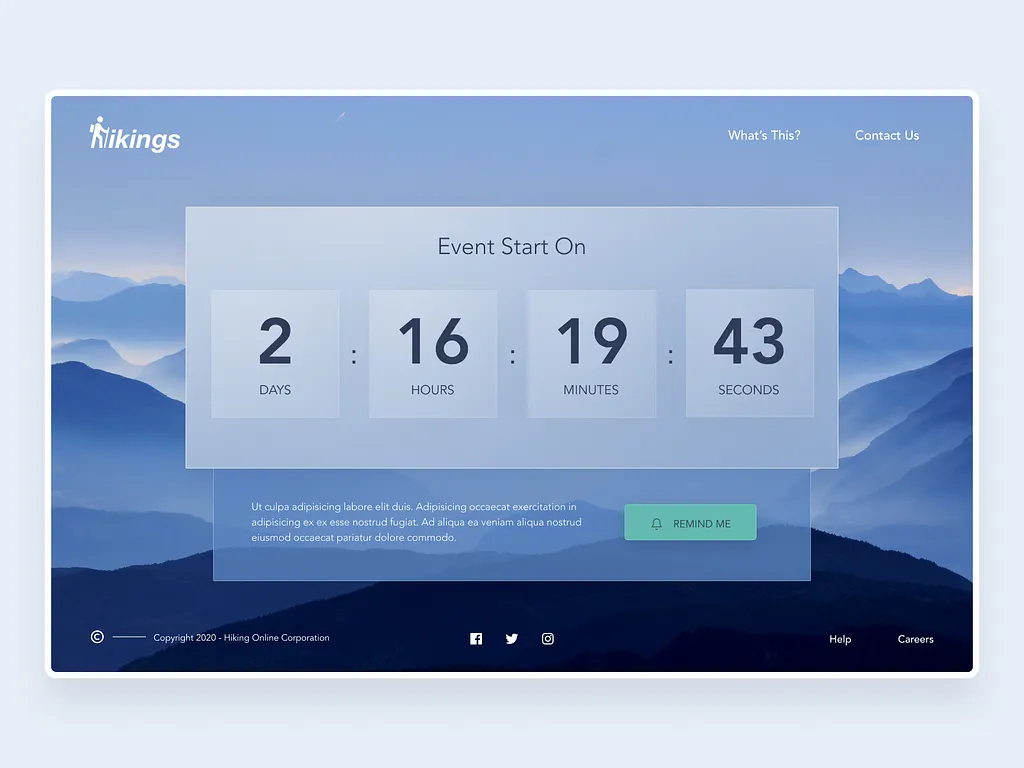 Hikings
What's This?
Contact Us
Event Start On
2 : 16 : 19 : 43
DAYS HOURS MINUTES SECONDS
Ut culpa adipisicing labore elit duis. Adipisicing occaecat exercitation in
adipisicing ex ex esse nostrud fugiat. Ad aliqua ea veniam aliqua nostrud
eiusmod occaecat pariatur dolore commodo.
REMIND ME
© Copyright 2020 - Hiking Online Corporation
Help
Careers